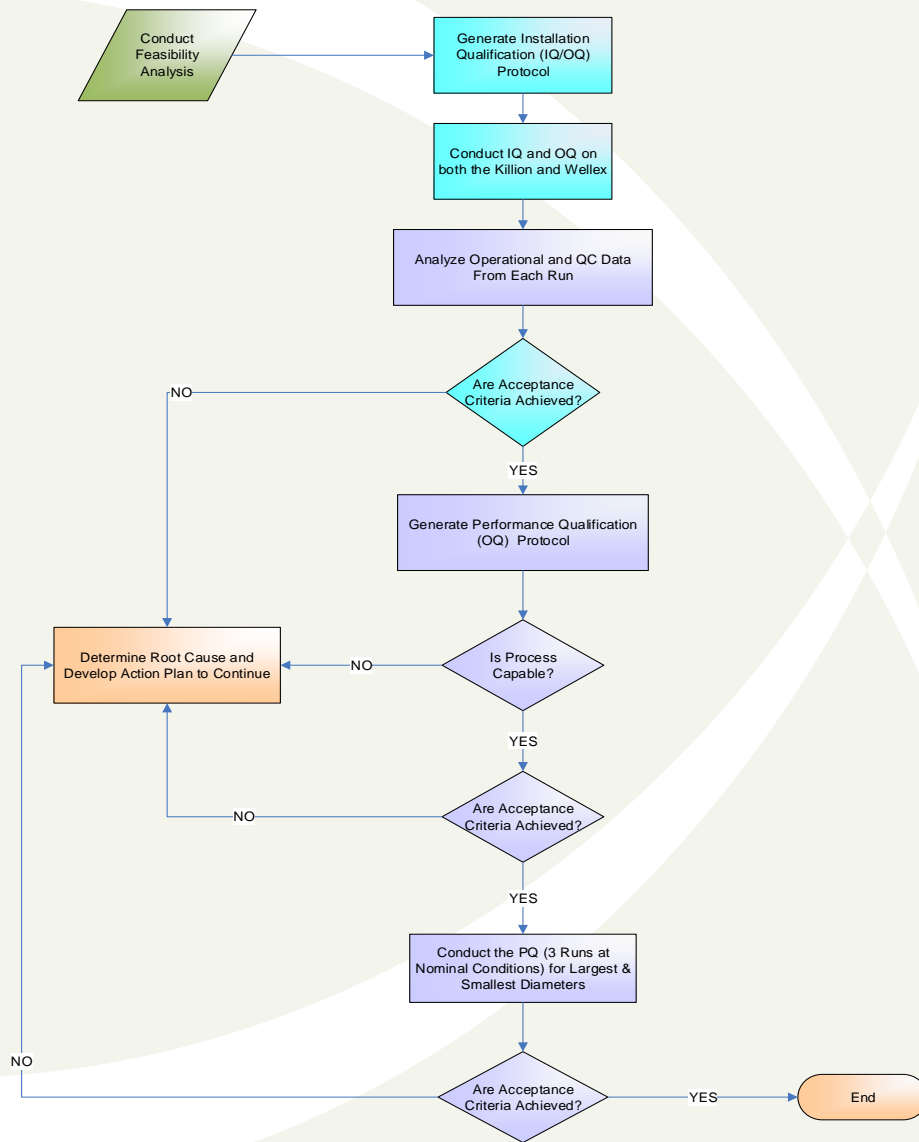 Conduct
Feasibility
Analysis
Generate Installation
Qualification (IQ/OQ)
Protocol
Conduct IQ and OQ on
both the Killion and Wellex
Analyze Operational and QC Data
From Each Run
Are Acceptance
Criteria Achieved?
NO
YES
Generate Performance Qualification
(OQ) Protocol
Is Process
Capable?
NO
Determine Root Cause and
Develop Action Plan to Continue
YES
Are Acceptance
Criteria Achieved?
NO
YES
Conduct the PQ (3 Runs at
Nominal Conditions) for Largest &
Smallest Diameters
NO
Are Acceptance
Criteria Achieved?
YES
End